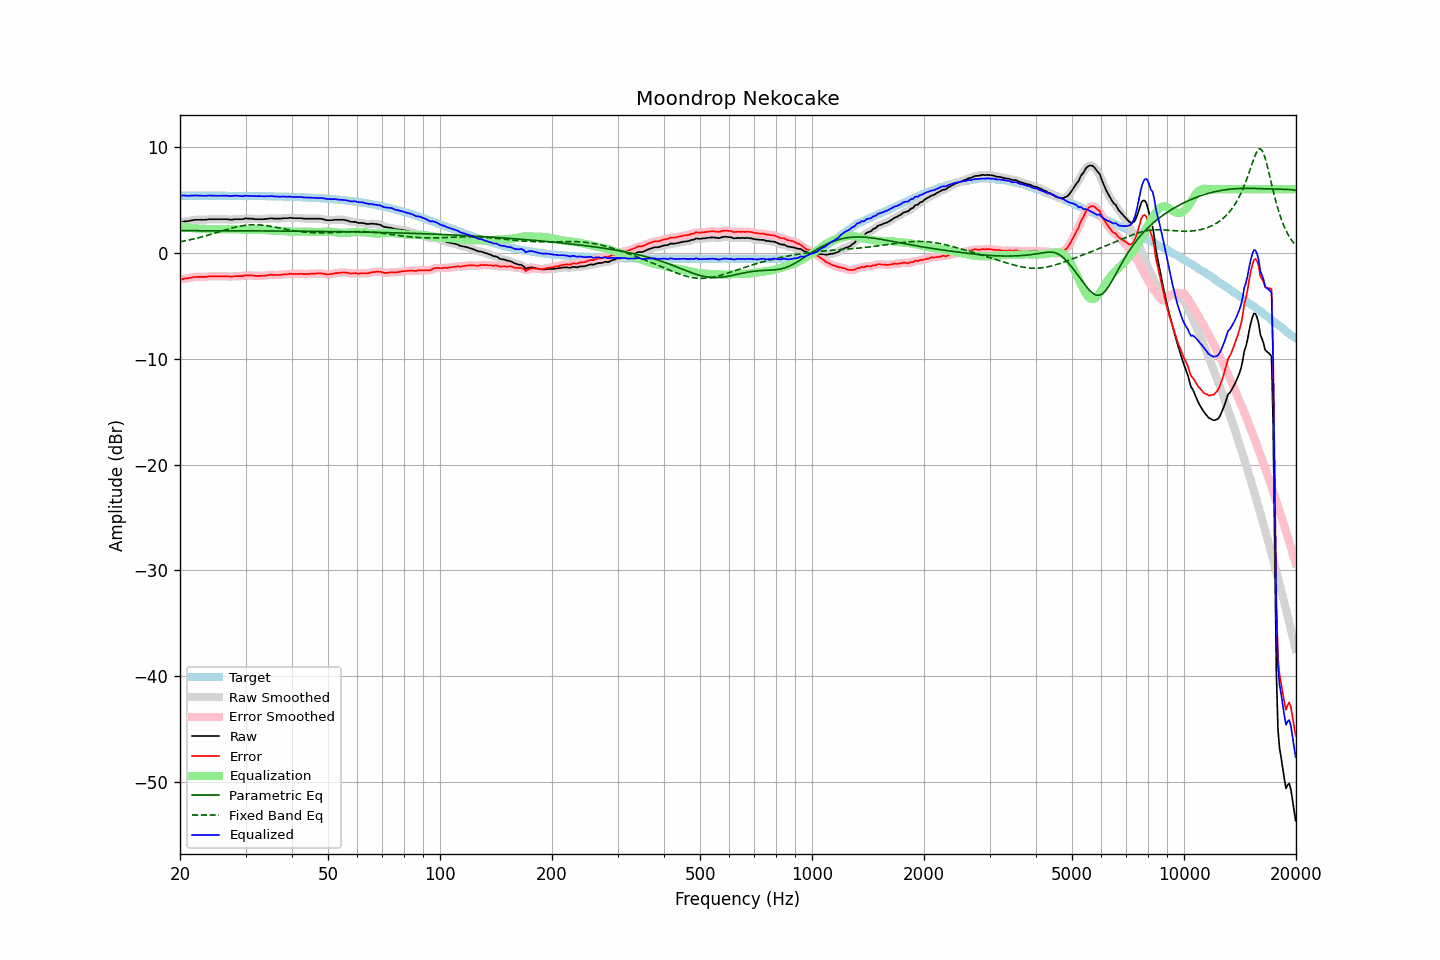 Moondrop Nekocake
10
0
−10
−20
−30
−40
−50
Amplitude (dBr)
Target
Raw Smoothed
Error Smoothed
Raw
Error
Equalization
Parametric Eq
Fixed Band Eq
Equalized
20 50 100 200 500 1000 2000 5000 10000 20000
Frequency (Hz)